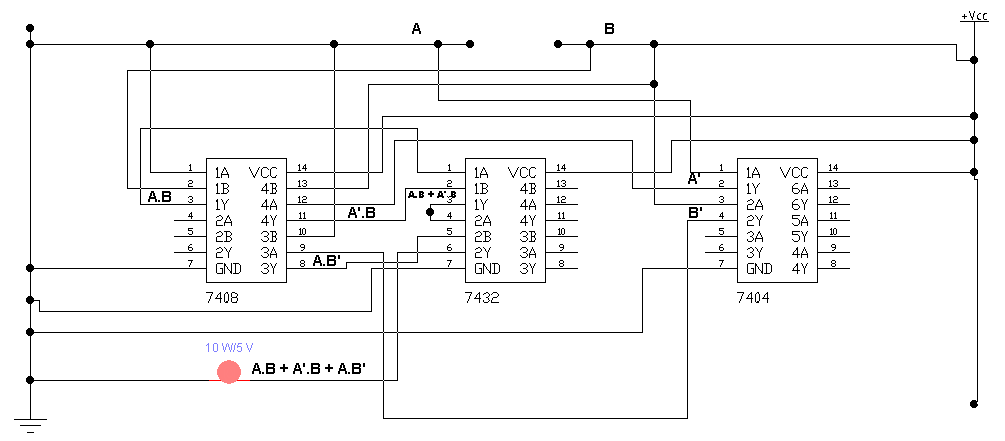 A B
+Vcc
1 1A VCC 14
2 1B 4B 13
A.B 3 1Y 4A 12
4 2A 4Y 11 A'.B
5 2B 3B 10
6 2Y 3A 9
7 GND 3Y 8 A.B'
7408
1 1A VCC 14
2 1B 4B 13
A.B + A'.B
3 1Y 4A 12
4 2A 4Y 11
5 2B 3B 10
6 2Y 3A 9
7 GND 3Y 8
7432
1 1A VCC 14
A'
2 1Y 6A 13
3 2A 6Y 12
B' 4 2Y 5A 11
5 3A 5Y 10
6 3Y 4A 9
7 GND 4Y 8
7404
10 W/5 V
A.B + A'.B + A.B'